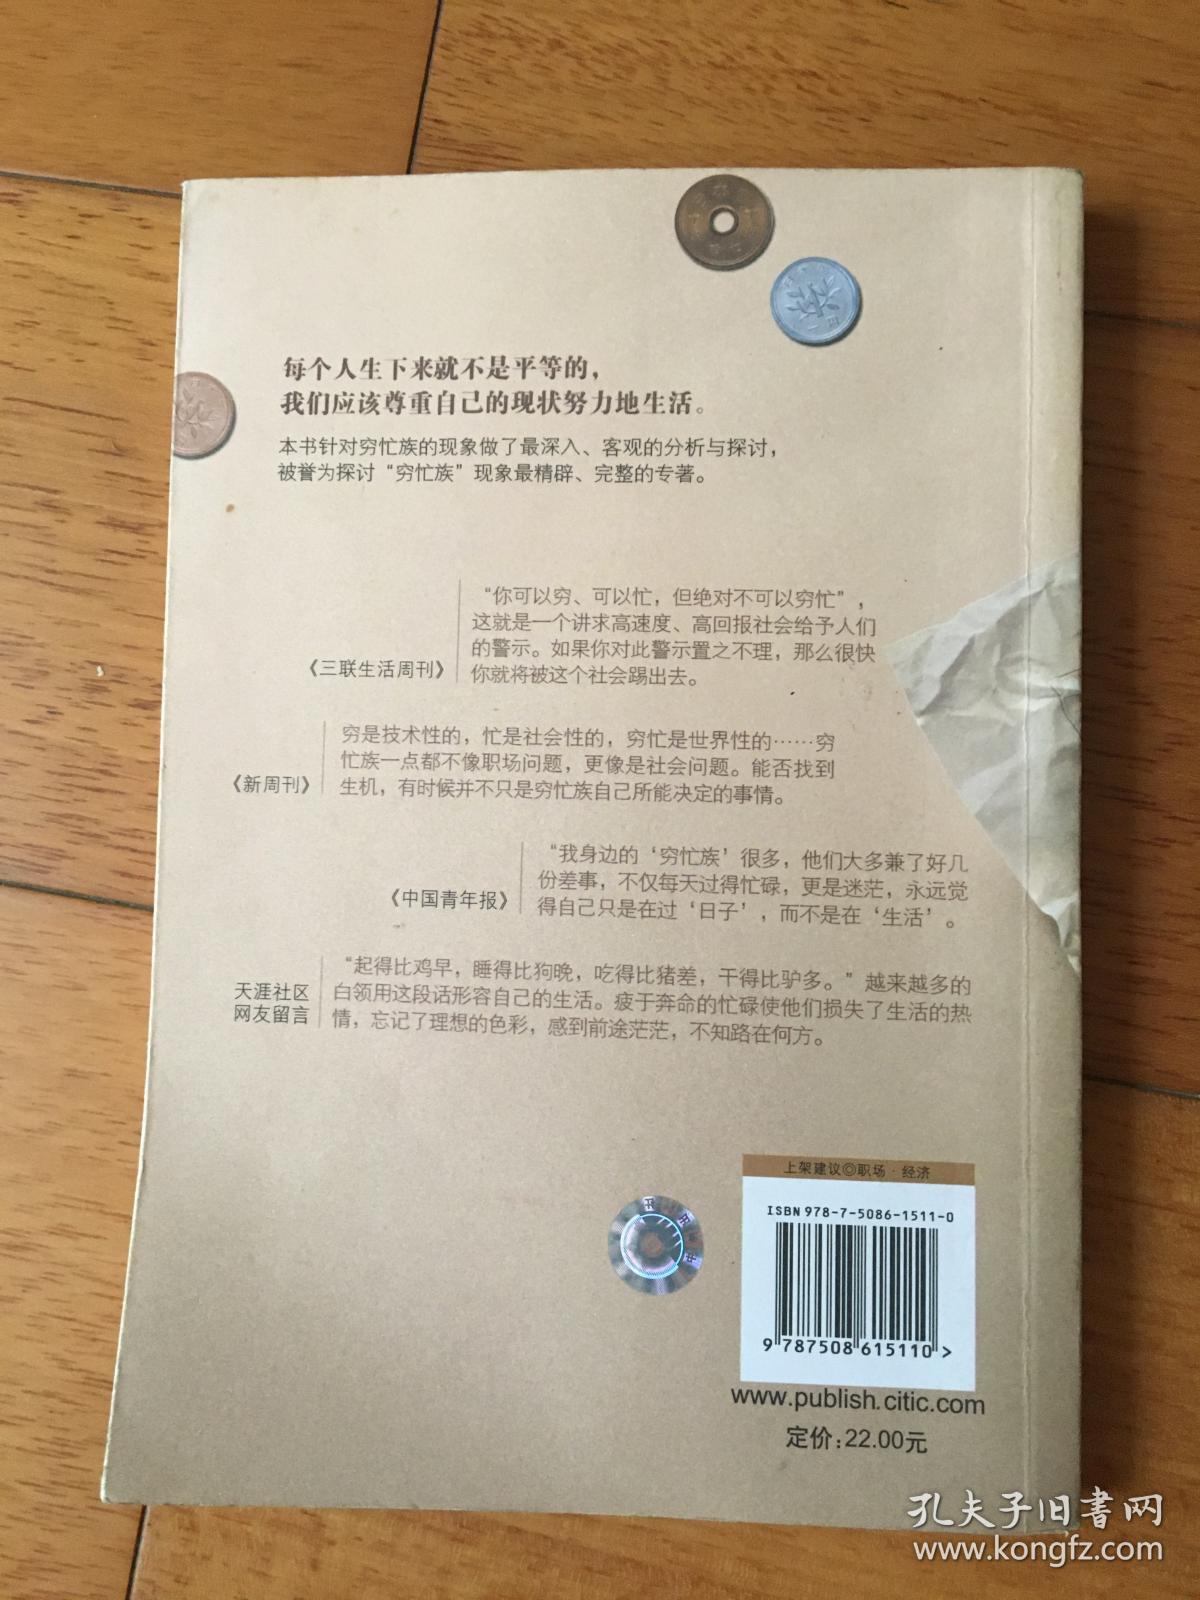 每个人生下来就不是平等的，
我们应该尊重自己的现状努力地生活。
本书针对穷忙族的现象做了最深入、客观的分析与探讨，
被誉为探讨“穷忙族”现象最精辟、完整的专著。
“你可以穷、可以忙，但绝对不可以穷忙”，
这就是一个讲求高速度、高回报社会给予人们
的警示。如果你对此警示置之不理，那么很快
你就将被这个社会踢出去。
《三联生活周刊》
穷是技术性的，忙是社会性的，穷忙是世界性的……穷
忙族一点都不像职场问题，更像是社会问题。能否找到
生机，有时候并不只是穷忙族自己所能决定的事情。
《新周刊》
“我身边的‘穷忙族’很多，他们大多兼了好几
份差事，不仅每天过得忙碌，更是迷茫，永远觉
得自己只是在过‘日子’，而不是在‘生活’。
《中国青年报》
“起得比鸡早，睡得比狗晚，吃得比猪差，干得比驴多。”越来越多的
白领用这段话形容自己的生活。疲于奔命的忙碌使他们损失了生活的热
情，忘记了理想的色彩，感到前途茫茫，不知路在何方。
天涯社区
网友留言
上架建议◎职场·经济
ISBN 978-7-5086-1511-0
9 787508 615110 >
www.publish.citic.com
定价：22.00元
孔夫子旧书网
www.kongfz.com